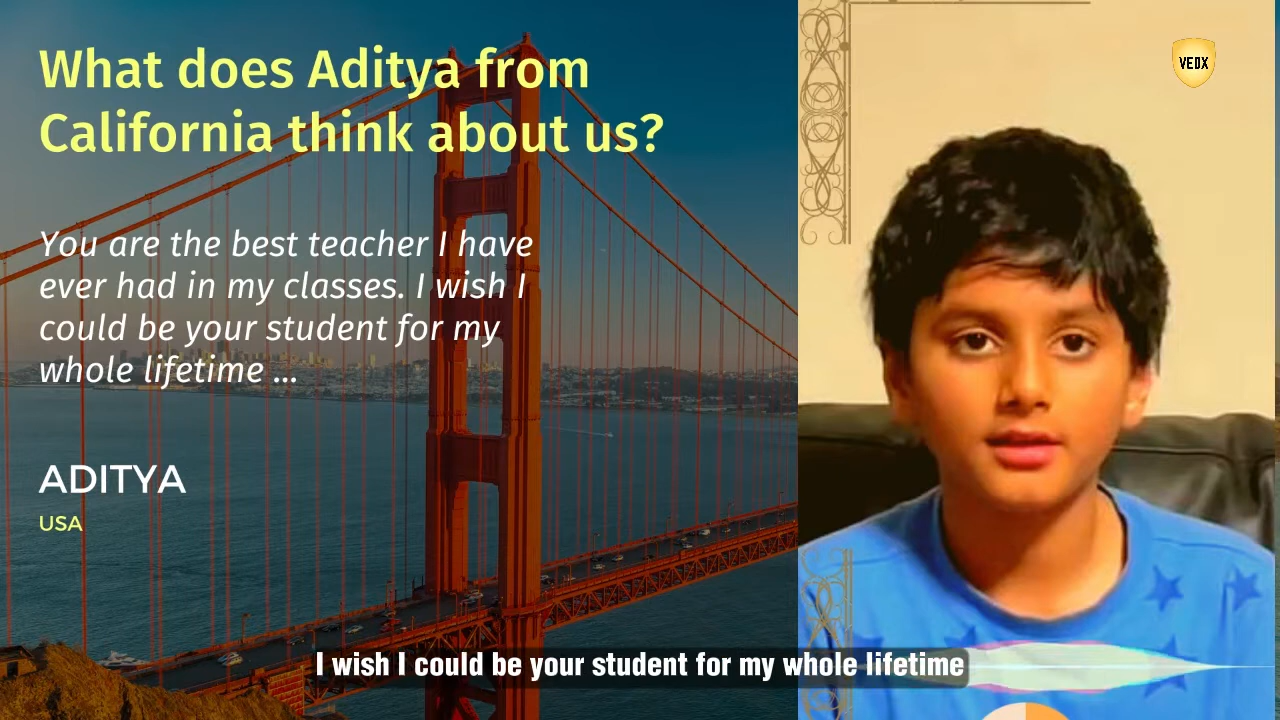 What does Aditya from
California think about us?
VEDX
You are the best teacher I have
ever had in my classes. I wish I
could be your student for my
whole lifetime ...
ADITYA
USA
I wish I could be your student for my whole lifetime